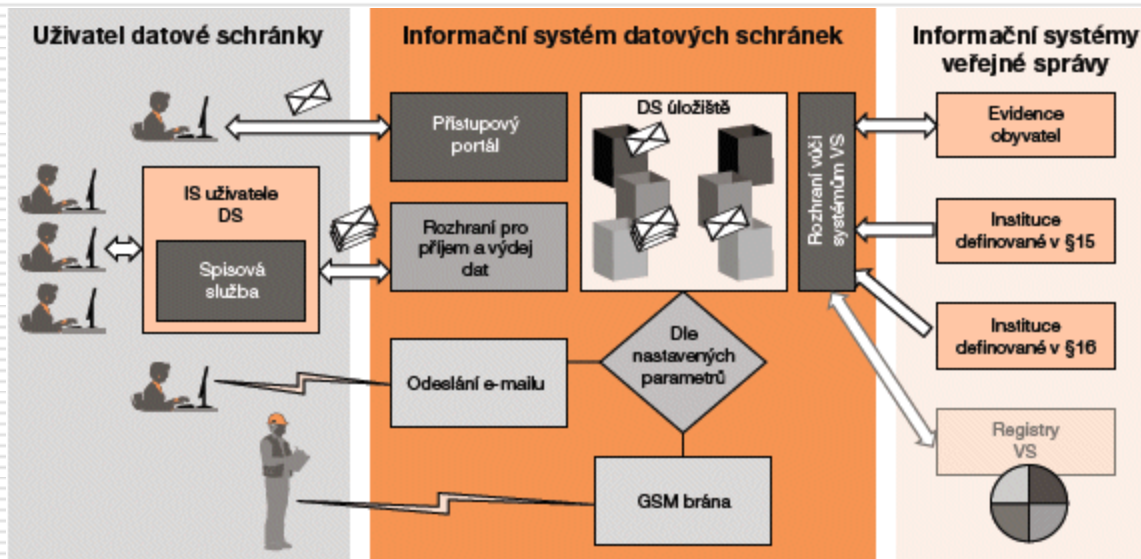 Uživatel datové schránky
Informační systém datových schránek
Informační systémy
veřejné správy
Přístupový
portál
DS úložiště
Rozhraní vůči
systémům VS
Evidence
obyvatel
IS uživatele
DS
Spisová
služba
Rozhraní pro
příjem a výdej
dat
Instituce
definované v §15
Instituce
definované v §16
Dle
nastavených
parametrů
Odeslání e-mailu
Registry
VS
GSM brána